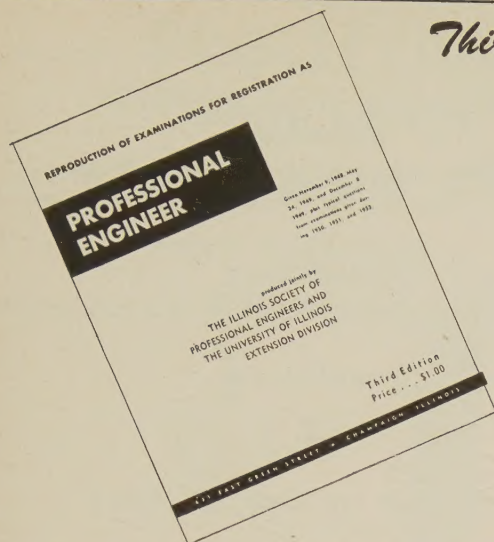 Thi
REPRODUCTION OF EXAMINATIONS FOR REGISTRATION AS
PROFESSIONAL
ENGINEER
Given November 9, 1948, May
24, 1949, and December 8
1949, plus typical questions
from examinations given dur-
ing 1950, 1951, and 1952.
produced jointly by
THE ILLINOIS SOCIETY OF
PROFESSIONAL ENGINEERS AND
THE UNIVERSITY OF ILLINOIS
EXTENSION DIVISION
Third Edition
Price . . . $1.00
EAST GREEN STREET • CHAMPAIGN ILLINOIS